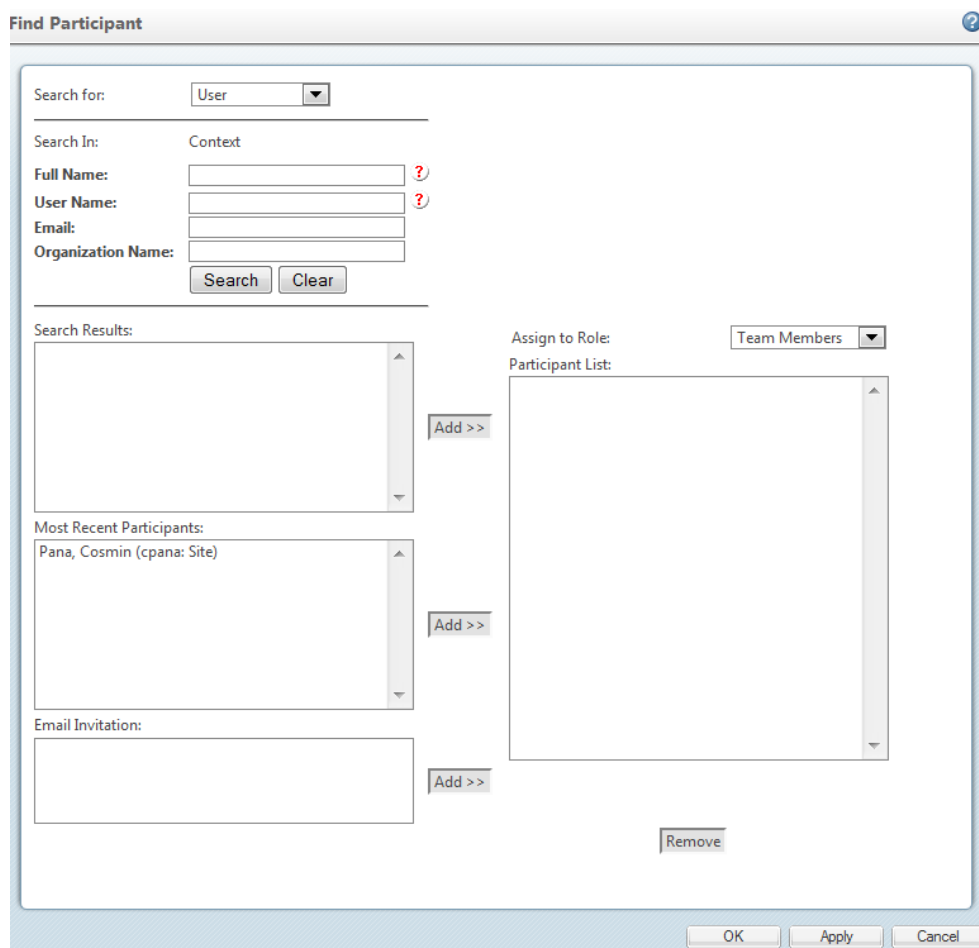 Find Participant
?
Search for: User
Search In: Context
Full Name: ?
User Name: ?
Email:
Organization Name:
Search Clear
Search Results:
Assign to Role: Team Members
Participant List:
Add >>
Most Recent Participants:
Pana, Cosmin (cpana: Site)
Add >>
Email Invitation:
Add >>
Remove
OK Apply Cancel